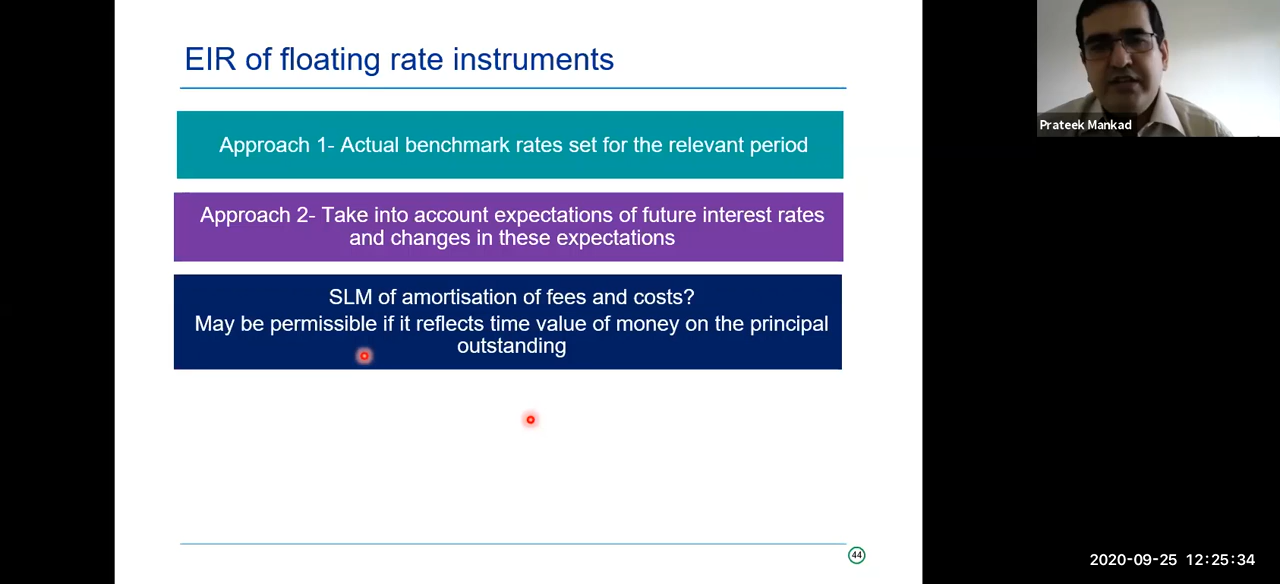 EIR of floating rate instruments
Prateek Mankad
Approach 1- Actual benchmark rates set for the relevant period
Approach 2- Take into account expectations of future interest rates
and changes in these expectations
SLM of amortisation of fees and costs?
May be permissible if it reflects time value of money on the principal
outstanding
44
2020-09-25 12:25:34